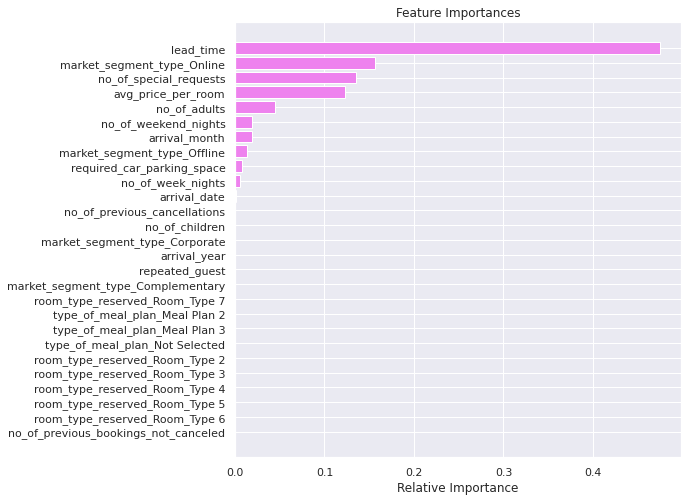 Feature Importances
lead_time
market_segment_type_Online
no_of_special_requests
avg_price_per_room
no_of_adults
no_of_weekend_nights
arrival_month
market_segment_type_Offline
required_car_parking_space
no_of_week_nights
arrival_date
no_of_previous_cancellations
no_of_children
market_segment_type_Corporate
arrival_year
repeated_guest
market_segment_type_Complementary
room_type_reserved_Room_Type 7
type_of_meal_plan_Meal Plan 2
type_of_meal_plan_Meal Plan 3
type_of_meal_plan_Not Selected
room_type_reserved_Room_Type 2
room_type_reserved_Room_Type 3
room_type_reserved_Room_Type 4
room_type_reserved_Room_Type 5
room_type_reserved_Room_Type 6
no_of_previous_bookings_not_canceled
0.0 0.1 0.2 0.3 0.4
Relative Importance